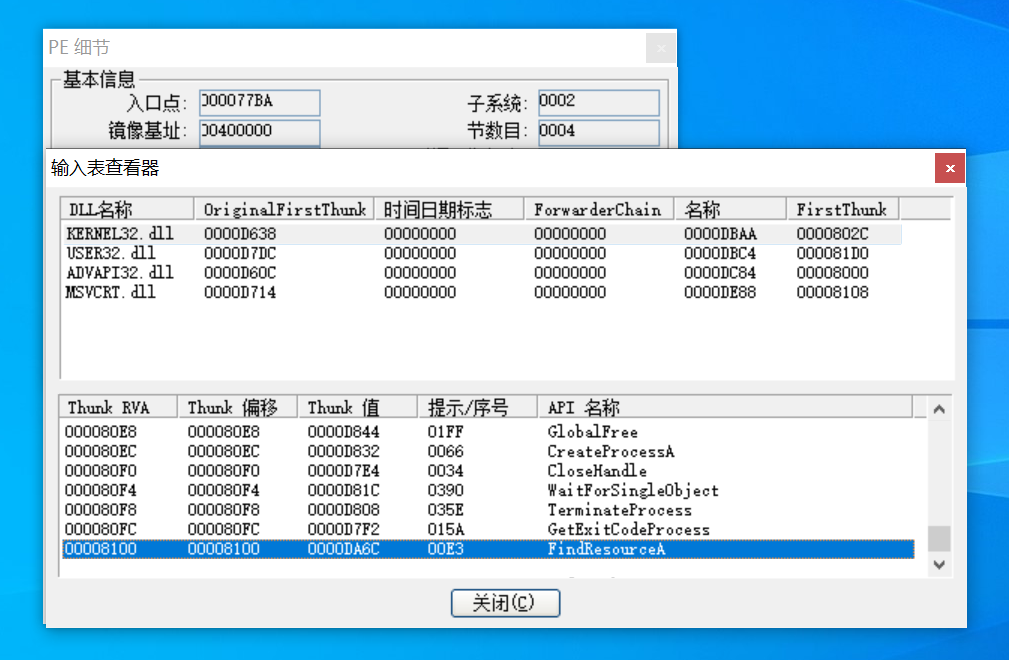 PE 细节
基本信息
入口点: 000077BA 子系统: 0002
镜像基址: 00400000 节数目: 0004
输入表查看器
DLL名称 OriginalFirstThunk 时间日期标志 ForwarderChain 名称 FirstThunk
KERNEL32.dll 0000D638 00000000 00000000 0000DBAA 0000802C
USER32.dll 0000D7DC 00000000 00000000 0000DBC4 000081D0
ADVAPI32.dll 0000D60C 00000000 00000000 0000DC84 00008000
MSVCRT.dll 0000D714 00000000 00000000 0000DE88 00008108
Thunk RVA Thunk 偏移 Thunk 值 提示/序号 API 名称
000080E8 000080E8 0000D844 01FF GlobalFree
000080EC 000080EC 0000D832 0066 CreateProcessA
000080F0 000080F0 0000D7E4 0034 CloseHandle
000080F4 000080F4 0000D81C 0390 WaitForSingleObject
000080F8 000080F8 0000D808 035E TerminateProcess
000080FC 000080FC 0000D7F2 015A GetExitCodeProcess
00008100 00008100 0000DA6C 00E3 FindResourceA
关闭(C)